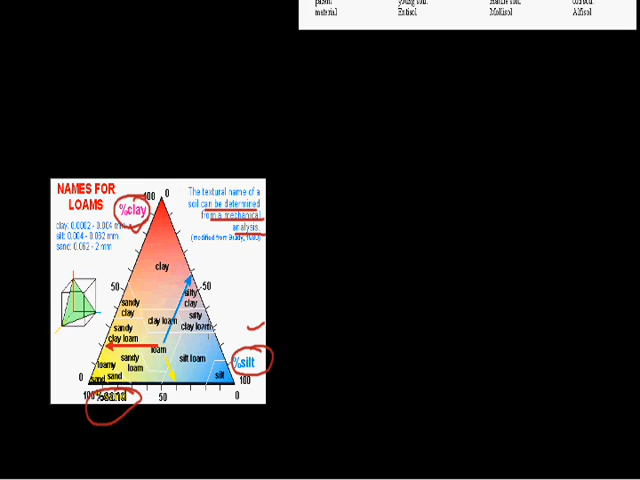 parent
young soil
mature soil
material
Entisol
Mollisol
Alfisol
NAMES FOR
LOAMS
clay: 0.0002 - 0.004 mm
silt: 0.004 - 0.062 mm
sand: 0.062 - 2 mm
The textural name of a
soil can be determined
from a mechanical
analysis.
%clay
100
0
clay
50
50
sandy
clay
silty
clay
clay loam
silty
clay loam
sandy
clay loam
loam
silt loam
loamy
sand
sandy
loam
sand
silt
%silt
0
100
100
50
0